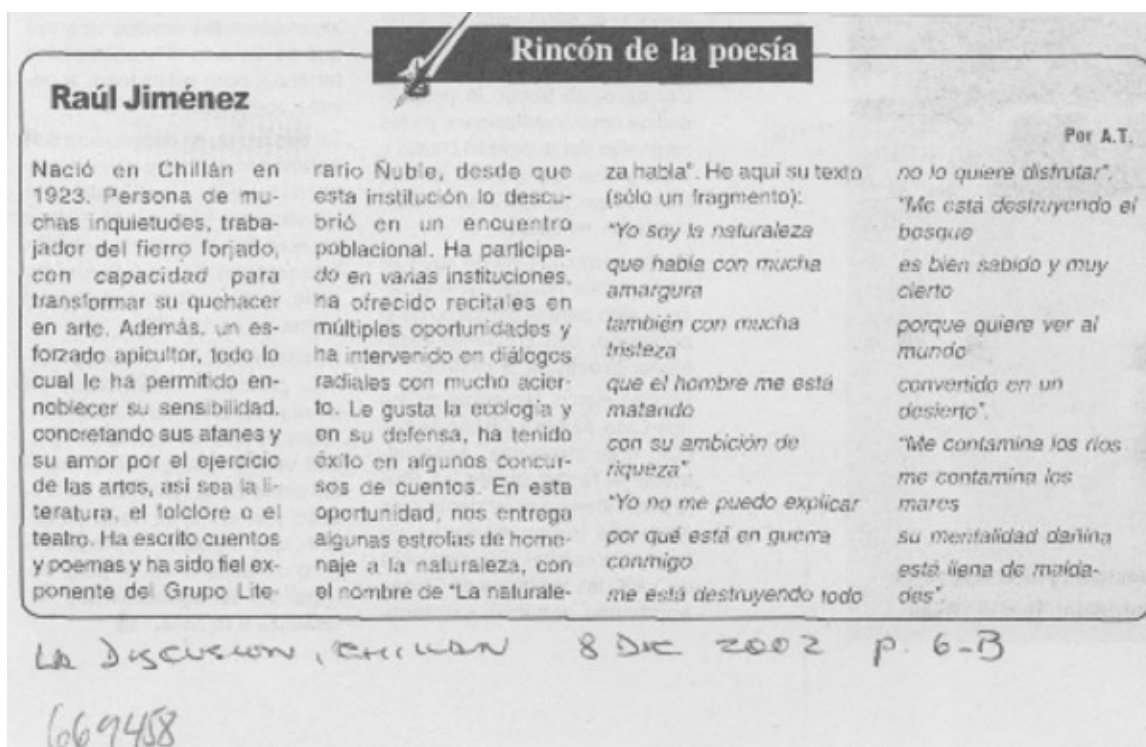 Rincón de la poesía
Raúl Jiménez
Por A.T.
Nació en Chillán en
1923. Persona de mu-
chas inquietudes, traba-
jador del fierro forjado,
con capacidad para
transformar su quehacer
en arte. Además, un es-
forzado apicultor, todo lo
cual le ha permitido en-
noblecer su sensibilidad,
concretando sus afanes y
su amor por el ejercicio
de las artes, así sea la li-
teratura, el folclore o el
teatro. Ha escrito cuentos
y poemas y ha sido fiel ex-
ponente del Grupo Lite-
rario Ñuble, desde que
esta institución lo descu-
brió en un encuentro
poblacional. Ha participa-
do en varias instituciones,
ha ofrecido recitales en
múltiples oportunidades y
ha intervenido en diálogos
radiales con mucho acier-
to. Le gusta la ecología y
en su defensa, ha tenido
éxito en algunos concur-
sos de cuentos. En esta
oportunidad, nos entrega
algunas estrofas de home-
naje a la naturaleza, con
el nombre de "La naturale-
za habla". He aquí su texto
(sólo un fragmento):
"Yo soy la naturaleza
que habla con mucha
amargura
también con mucha
tristeza
que el hombre me está
matando
con su ambición de
riqueza".
"Yo no me puedo explicar
por qué está en guerra
conmigo
me está destruyendo todo
no lo quiere disfrutar".
"Me está destruyendo el
bosque
es bien sabido y muy
cierto
porque quiere ver al
mundo
convertido en un
desierto".
"Me contamina los ríos
me contamina los
mares
su mentalidad dañina
está llena de malda-
des".
LA DISCUSION, CHILLAN 8 DIC 2002 p. 6-B
669458